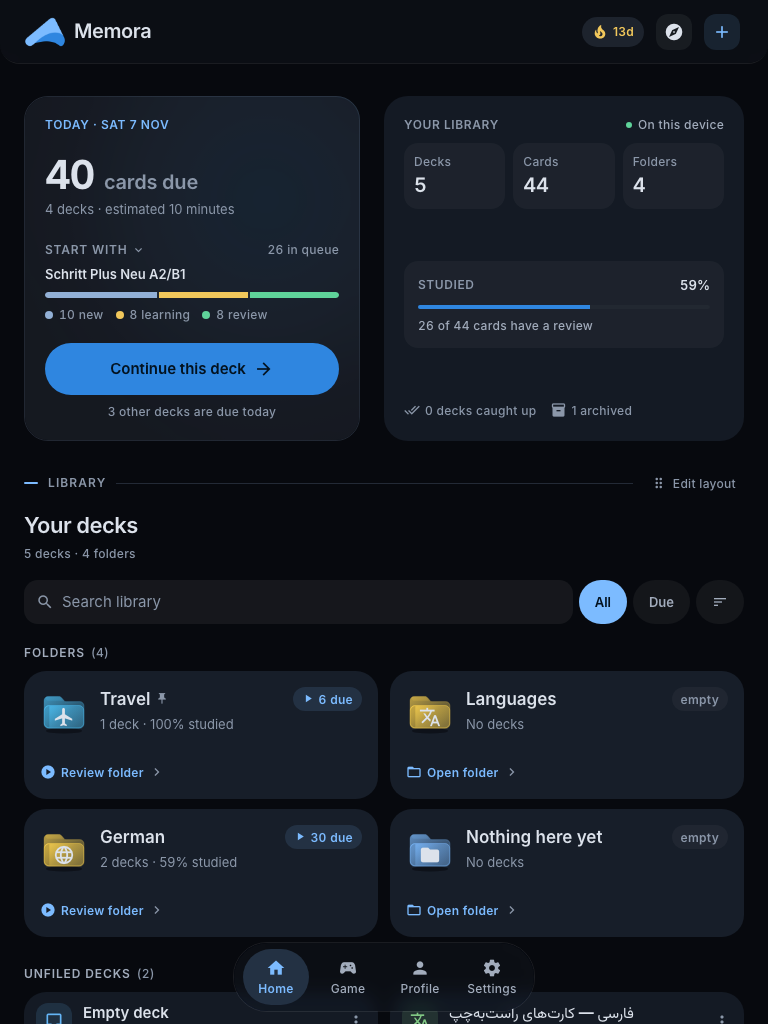 Memora
13d
TODAY · SAT 7 NOV
40 cards due
4 decks · estimated 10 minutes
START WITH
26 in queue
Schritt Plus Neu A2/B1
10 new
8 learning
8 review
Continue this deck
3 other decks are due today
YOUR LIBRARY
On this device
Decks
5
Cards
44
Folders
4
STUDIED
59%
26 of 44 cards have a review
0 decks caught up
1 archived
LIBRARY
Edit layout
Your decks
5 decks · 4 folders
Search library
All
Due
FOLDERS (4)
Travel
6 due
1 deck · 100% studied
Review folder
Languages
empty
No decks
Open folder
German
30 due
2 decks · 59% studied
Review folder
Nothing here yet
empty
No decks
Open folder
UNFILED DECKS (2)
Empty deck
فارسی — کارت‌های راست‌به‌چپ
Home
Game
Profile
Settings